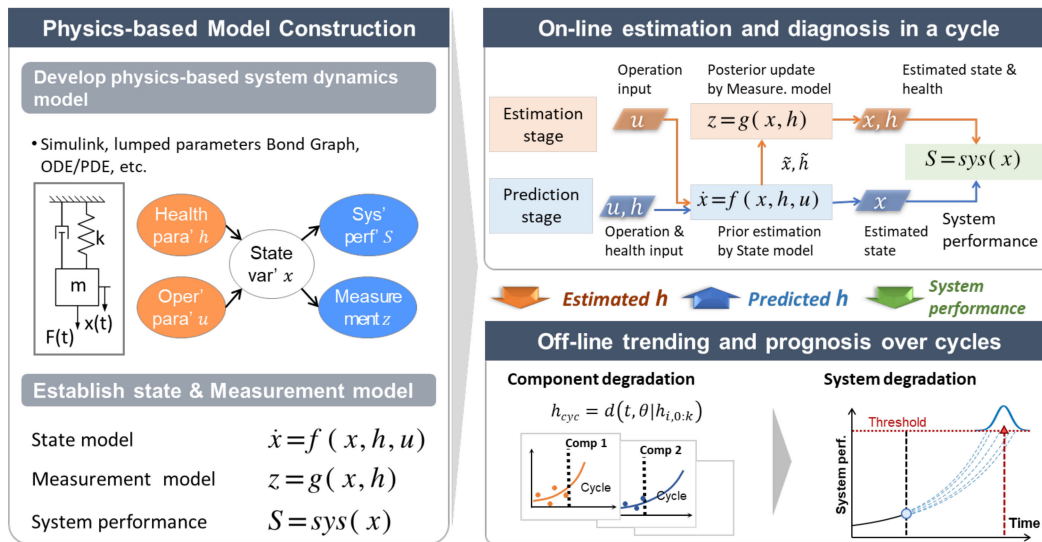 Physics-based Model Construction
Develop physics-based system dynamics
model
• Simulink, lumped parameters Bond Graph,
ODE/PDE, etc.
k
m
x(t)
F(t)
Health
para' h
Oper'
para' u
State
var' x
Sys'
perf' S
Measure
ment z
Establish state & Measurement model
State model
ẋ=f(x,h,u)
Measurement model
z=g(x,h)
System performance
S=sys(x)
On-line estimation and diagnosis in a cycle
Operation
input
Posterior update
by Measure. model
Estimated state &
health
Estimation
stage
u
z=g(x,h)
x,h
x̃,h̃
S=sys(x)
Prediction
stage
u,h
ẋ=f(x,h,u)
x
Operation &
health input
Prior estimation
by State model
Estimated
state
System
performance
Estimated h
Predicted h
System
performance
Off-line trending and prognosis over cycles
Component degradation
h_cyc = d(t,θ|h_i,0:k)
Comp 1
Cycle
Comp 2
Cycle
System degradation
Threshold
System perf.
Time